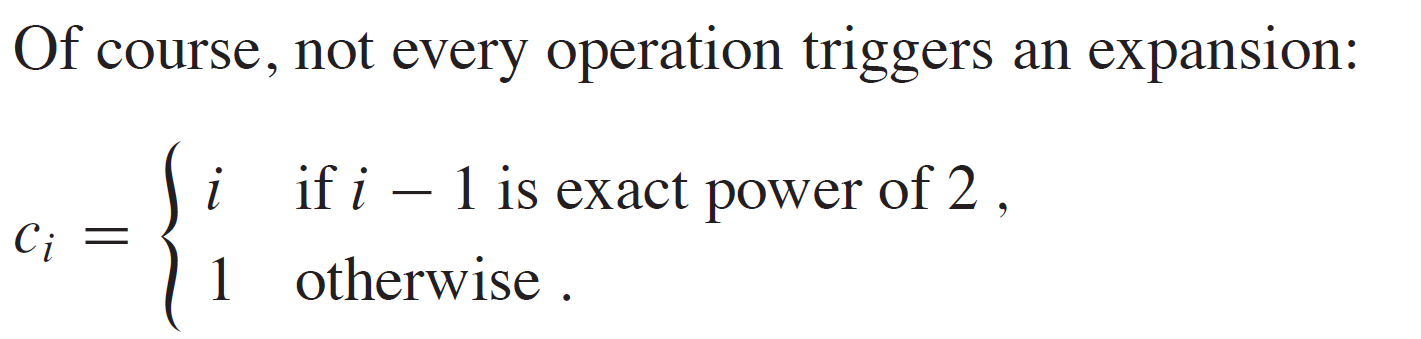 Of course, not every operation triggers an expansion:
i if i − 1 is exact power of 2 ,
c_i = {
1 otherwise .